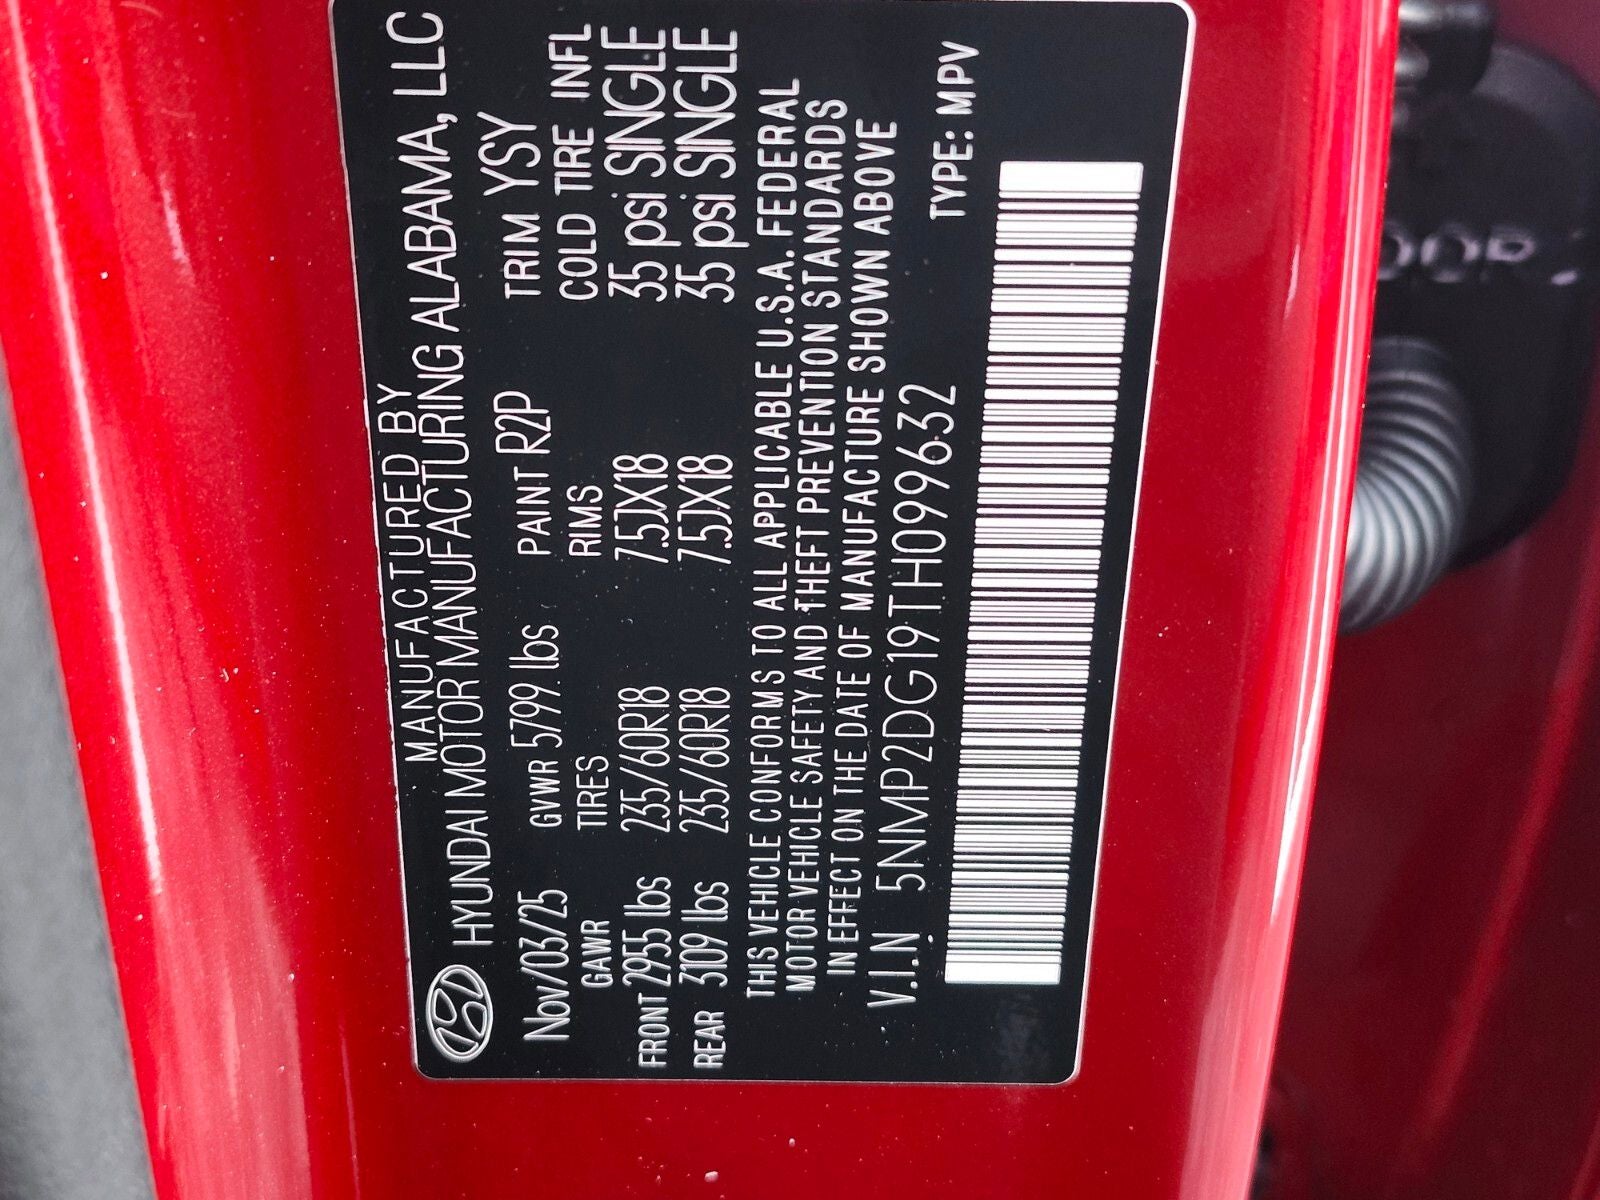 MANUFACTURED BY
HYUNDAI MOTOR MANUFACTURING ALABAMA, LLC
Nov/03/25 GVWR 5799 lbs PAINT R2P TRIM YSY
GAWR TIRES RIMS COLD TIRE INFL
FRONT 2955 lbs 235/60R18 7.5JX18 35 psi SINGLE
REAR 3109 lbs 235/60R18 7.5JX18 35 psi SINGLE
THIS VEHICLE CONFORMS TO ALL APPLICABLE U.S.A. FEDERAL
MOTOR VEHICLE SAFETY AND THEFT PREVENTION STANDARDS
IN EFFECT ON THE DATE OF MANUFACTURE SHOWN ABOVE
V.I.N 5NMP2DG19TH099632 TYPE: MPV